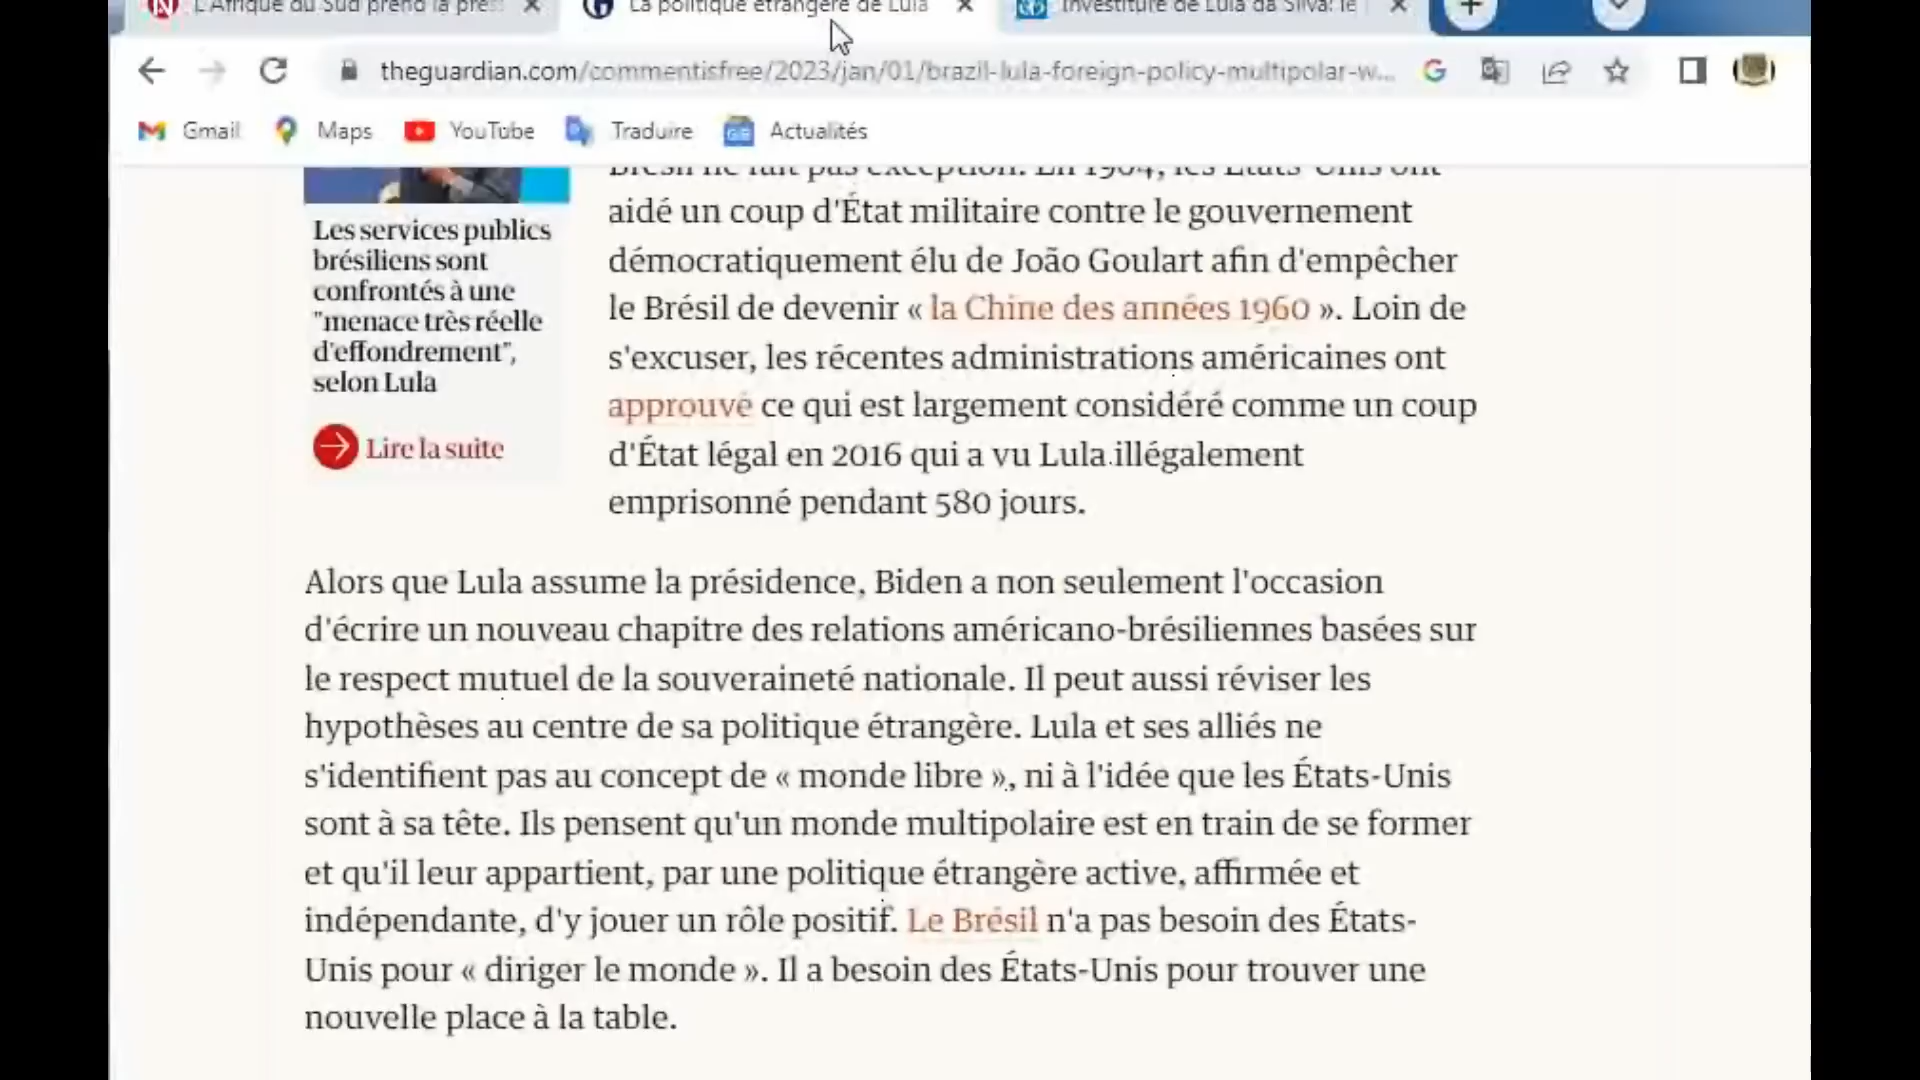 L'Afrique du Sud prend la prés
La politique étrangère de Lula
Investiture de Lula da Silva: le
theguardian.com/commentisfree/2023/jan/01/brazil-lula-foreign-policy-multipolar-w...
Gmail
Maps
YouTube
Traduire
Actualités
Les services publics
brésiliens sont
confrontés à une
"menace très réelle
d'effondrement",
selon Lula
Lire la suite
Brésil ne fait pas exception. En 1964, les États-Unis ont
aidé un coup d'État militaire contre le gouvernement
démocratiquement élu de João Goulart afin d'empêcher
le Brésil de devenir « la Chine des années 1960 ». Loin de
s'excuser, les récentes administrations américaines ont
approuvé ce qui est largement considéré comme un coup
d'État légal en 2016 qui a vu Lula illégalement
emprisonné pendant 580 jours.
Alors que Lula assume la présidence, Biden a non seulement l'occasion
d'écrire un nouveau chapitre des relations américano-brésiliennes basées sur
le respect mutuel de la souveraineté nationale. Il peut aussi réviser les
hypothèses au centre de sa politique étrangère. Lula et ses alliés ne
s'identifient pas au concept de « monde libre », ni à l'idée que les États-Unis
sont à sa tête. Ils pensent qu'un monde multipolaire est en train de se former
et qu'il leur appartient, par une politique étrangère active, affirmée et
indépendante, d'y jouer un rôle positif. Le Brésil n'a pas besoin des États-
Unis pour « diriger le monde ». Il a besoin des États-Unis pour trouver une
nouvelle place à la table.